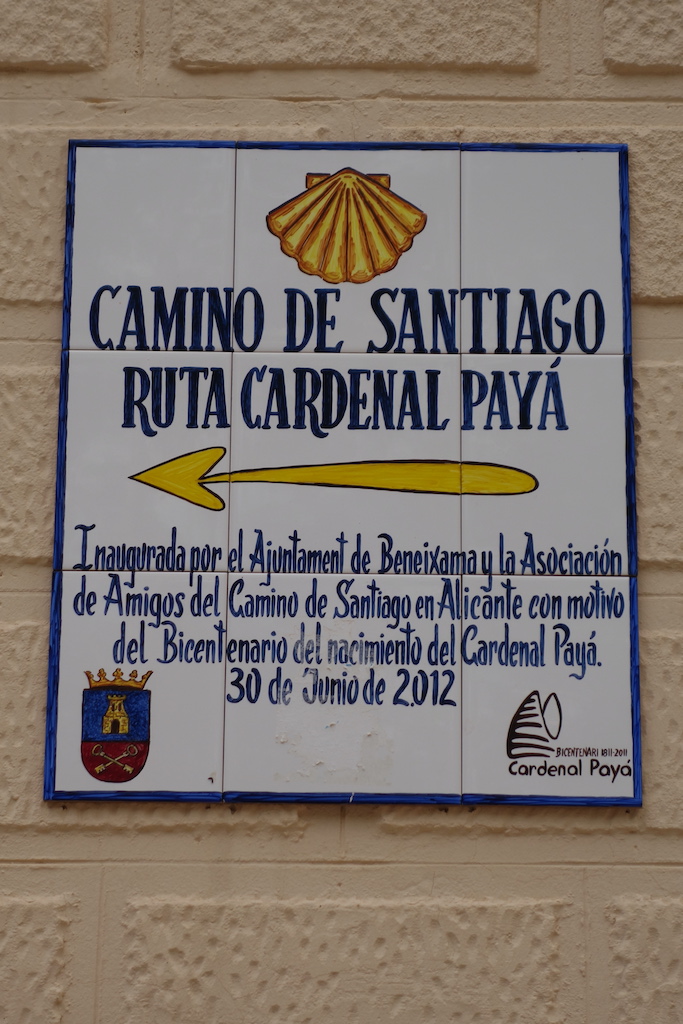 CAMINO DE SANTIAGO
RUTA CARDENAL PAYÁ
Inaugurada por el Ajuntament de Beneixama y la Asociación
de Amigos del Camino de Santiago en Alicante con motivo
del Bicentenario del nacimiento del Cardenal Payá.
30 de Junio de 2.012
BICENTENARI 1811-2011
Cardenal Payá